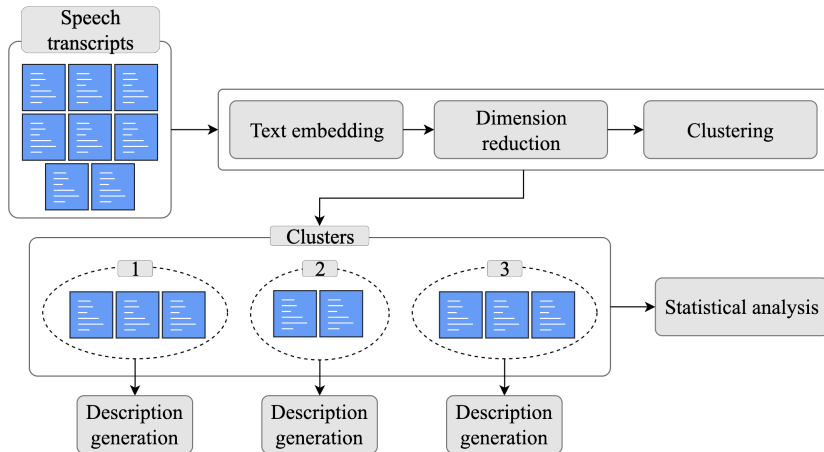 Speech
transcripts
Text embedding
Dimension
reduction
Clustering
Clusters
1
2
3
Statistical analysis
Description
generation
Description
generation
Description
generation